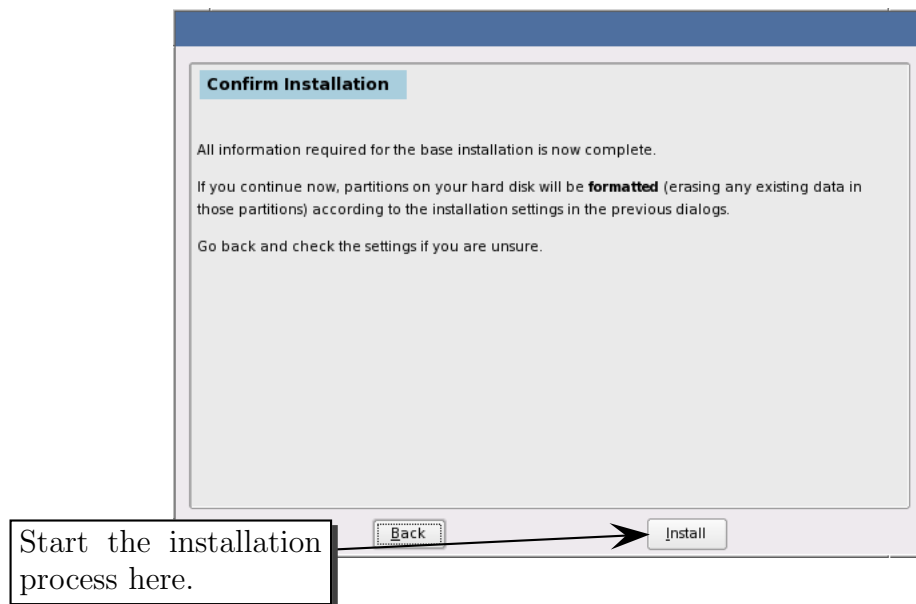 Confirm Installation
All information required for the base installation is now complete.
If you continue now, partitions on your hard disk will be formatted (erasing any existing data in
those partitions) according to the installation settings in the previous dialogs.
Go back and check the settings if you are unsure.
Back
Install
Start the installation
process here.